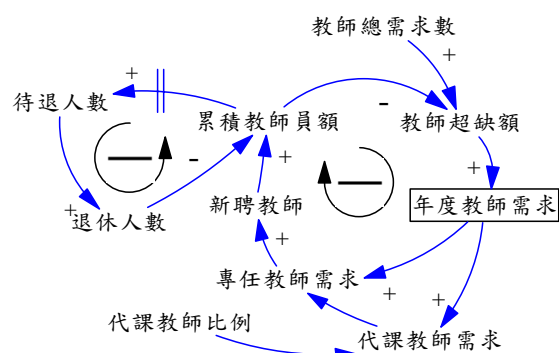 教師總需求數
+
+
待退人數
累積教師員額
-
教師超缺額
-
+
+
新聘教師
年度教師需求
+
退休人數
+
專任教師需求
+
+
代課教師比例
代課教師需求